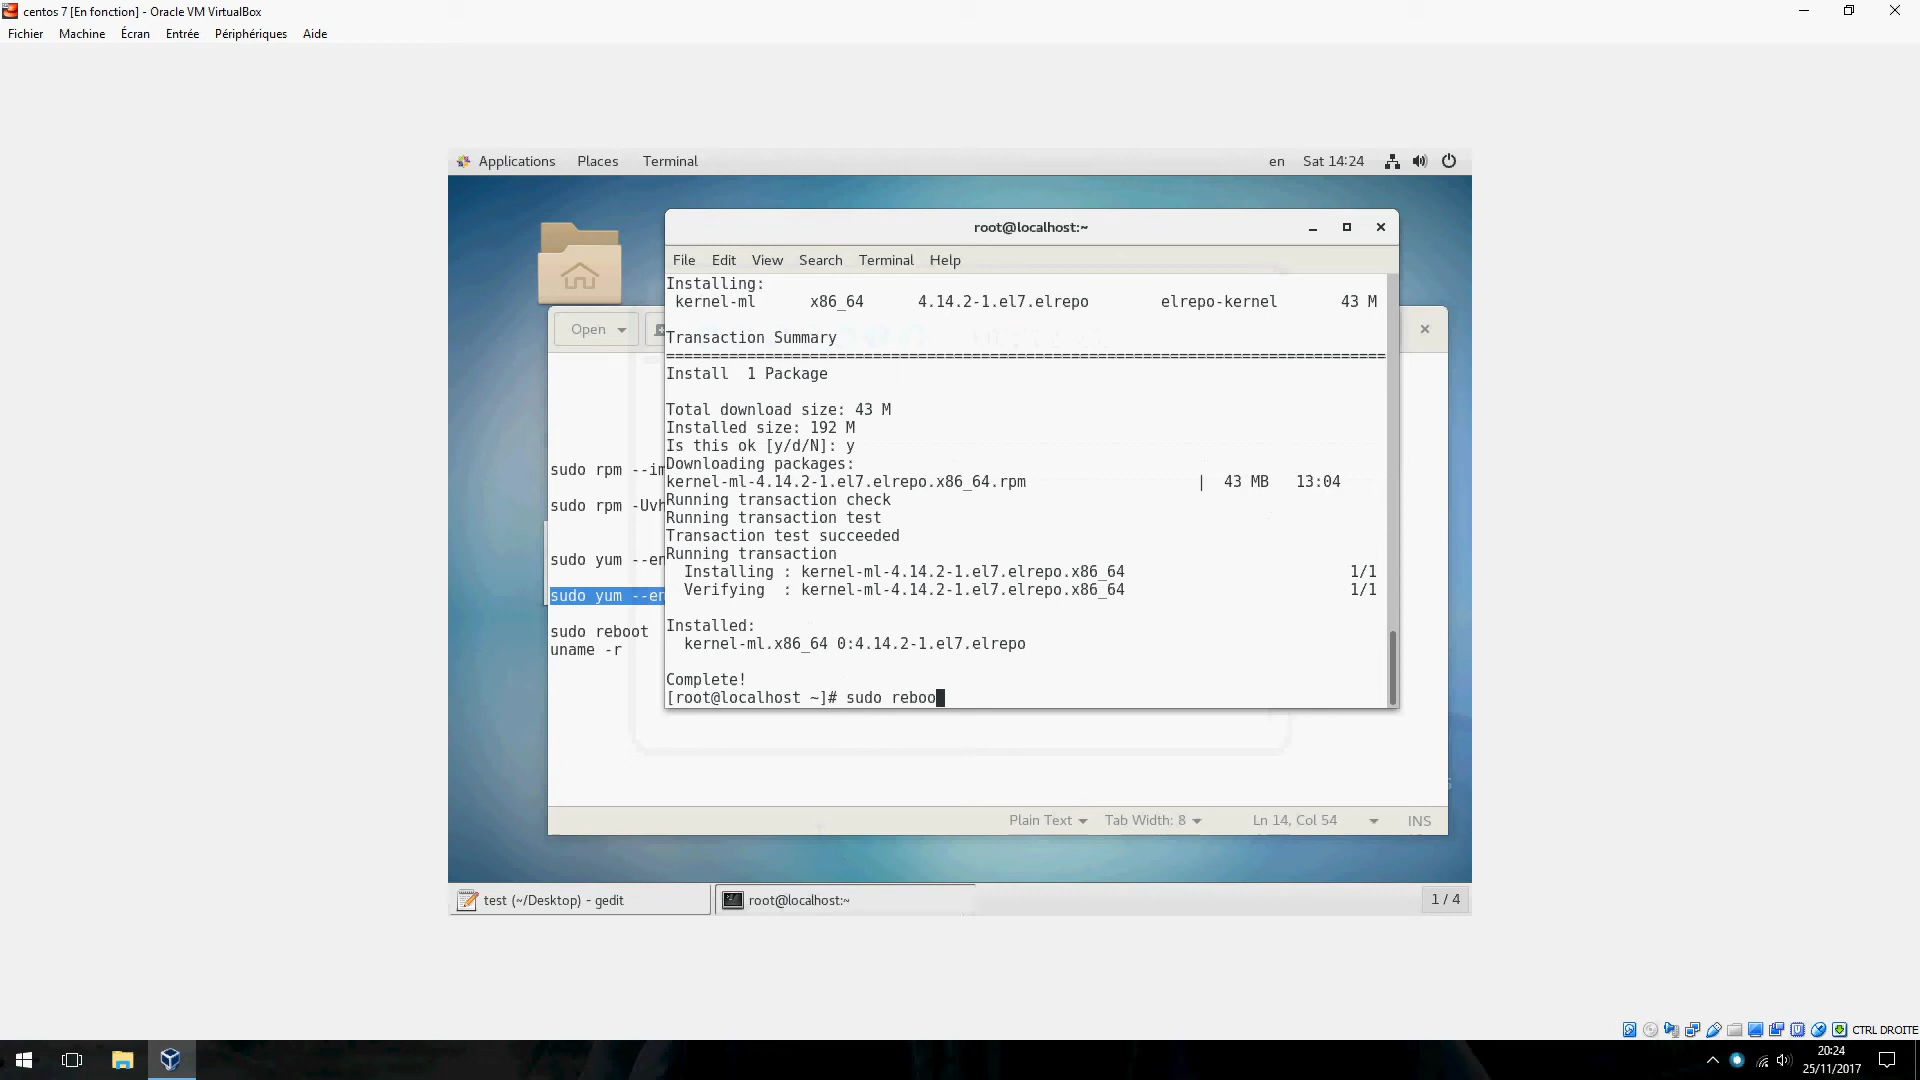 centos 7 [En fonction] - Oracle VM VirtualBox
Fichier Machine Écran Entrée Périphériques Aide
Applications Places Terminal en Sat 14:24
root@localhost:~
File Edit View Search Terminal Help
Installing:
kernel-ml x86_64 4.14.2-1.el7.elrepo elrepo-kernel 43 M
Open
Transaction Summary
================================================================================
Install 1 Package
Total download size: 43 M
Installed size: 192 M
Is this ok [y/d/N]: y
Downloading packages:
kernel-ml-4.14.2-1.el7.elrepo.x86_64.rpm | 43 MB 13:04
Running transaction check
Running transaction test
Transaction test succeeded
Running transaction
Installing : kernel-ml-4.14.2-1.el7.elrepo.x86_64 1/1
Verifying : kernel-ml-4.14.2-1.el7.elrepo.x86_64 1/1
Installed:
kernel-ml.x86_64 0:4.14.2-1.el7.elrepo
Complete!
[root@localhost ~]# sudo reboo
sudo rpm --im
sudo rpm -Uvh
sudo yum --en
sudo yum --en
sudo reboot
uname -r
Plain Text Tab Width: 8 Ln 14, Col 54 INS
test (~/Desktop) - gedit root@localhost:~ 1 / 4
CTRL DROITE
20:24
25/11/2017